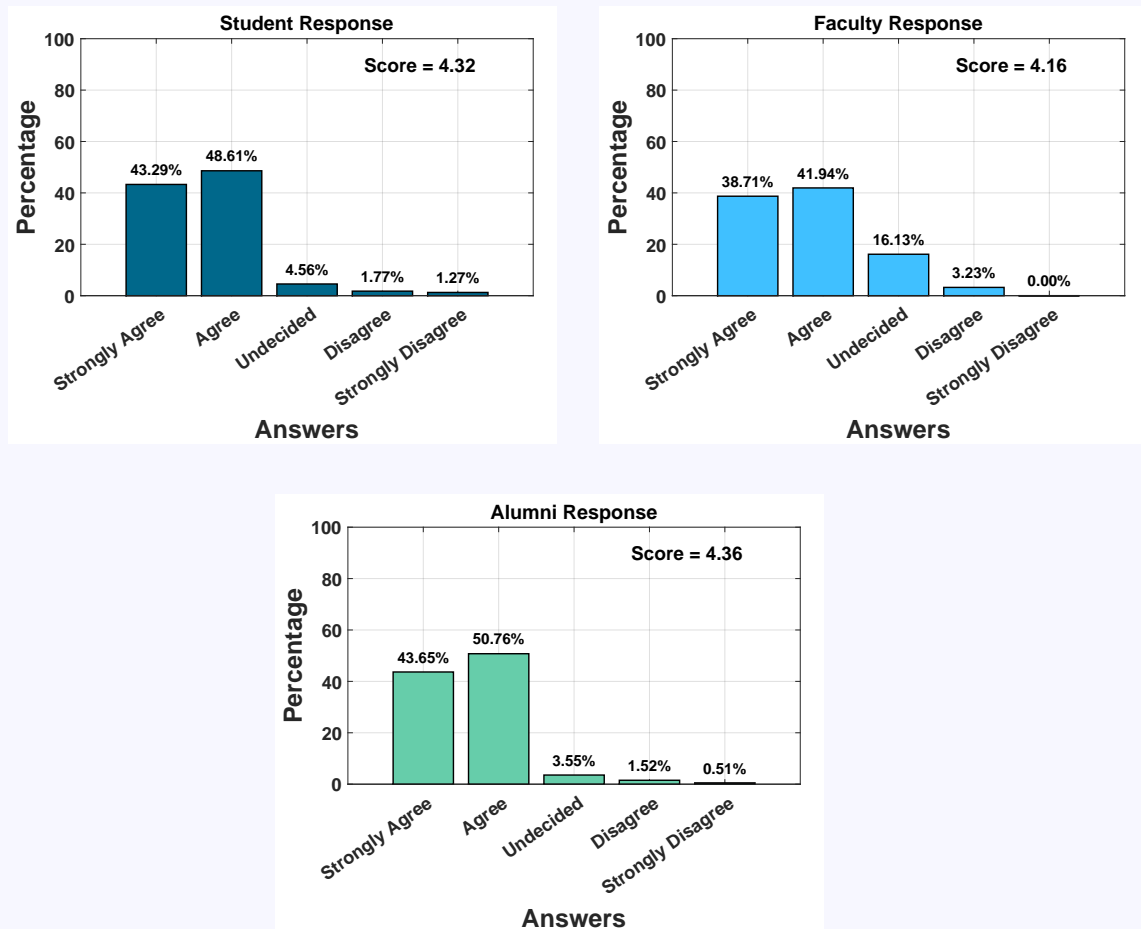 Student Response
Score = 4.32
Percentage
100
80
60
40
20
0
43.29%
48.61%
4.56%
1.77%
1.27%
Strongly Agree
Agree
Undecided
Disagree
Strongly Disagree
Answers
Faculty Response
Score = 4.16
Percentage
100
80
60
40
20
0
38.71%
41.94%
16.13%
3.23%
0.00%
Strongly Agree
Agree
Undecided
Disagree
Strongly Disagree
Answers
Alumni Response
Score = 4.36
Percentage
100
80
60
40
20
0
43.65%
50.76%
3.55%
1.52%
0.51%
Strongly Agree
Agree
Undecided
Disagree
Strongly Disagree
Answers